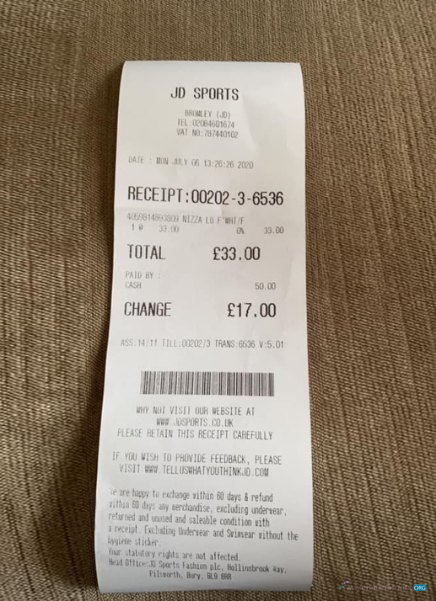 JD SPORTS
BROMLEY (JD)
TEL:02084601674
VAT NO:787440102
DATE : MON JULY 06 13:26:26 2020
RECEIPT:00202-3-6536
4059814893809 NIZZA LO F WHT/F
1 @ 33.00 0% 33.00
TOTAL £33.00
PAID BY :
CASH 50.00
CHANGE £17.00
ASS:14/11 TILL:00202/3 TRANS:6536 V:5.01
WHY NOT VISIT OUR WEBSITE AT
WWW.JDSPORTS.CO.UK
PLEASE RETAIN THIS RECEIPT CAREFULLY
IF YOU WISH TO PROVIDE FEEDBACK, PLEASE
VISIT WWW.TELLUSWHATYOUTHINKJD.COM
We are happy to exchange within 60 days & refund
within 60 days any merchandise, excluding underwear,
returned and unused and saleable condition with
a receipt. Excluding Underwear and Swimwear without the
hygiene sticker.
Your statutory rights are not affected.
Head Office:JD Sports Fashion plc, Hollinsbrook Way,
Pilsworth, Bury. BL9 8RR
.ORG